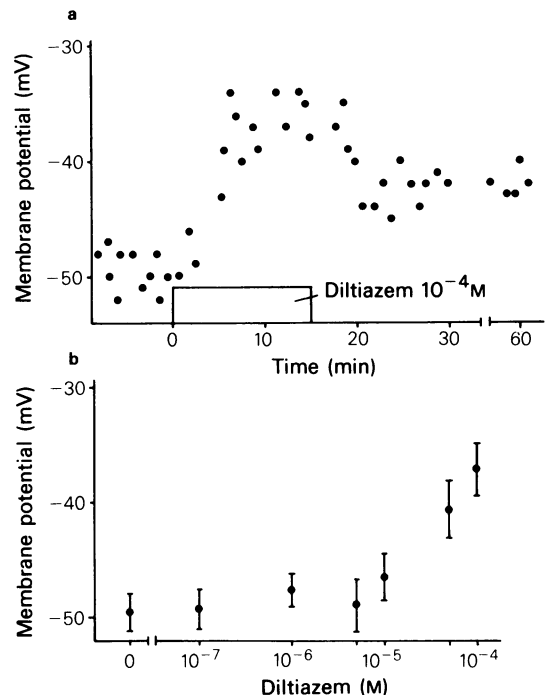 a
Membrane potential (mV)
−30
−40
−50
Diltiazem 10⁻⁴M
0 10 20 30 60
Time (min)
b
Membrane potential (mV)
−30
−40
−50
0 10⁻⁷ 10⁻⁶ 10⁻⁵ 10⁻⁴
Diltiazem (M)